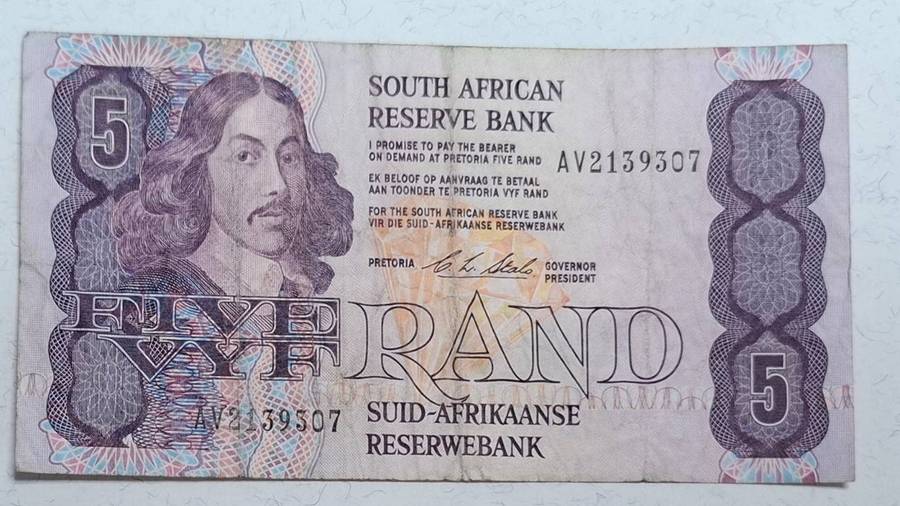 5
SOUTH AFRICAN
RESERVE BANK
I PROMISE TO PAY THE BEARER
ON DEMAND AT PRETORIA FIVE RAND
AV2139307
EK BELOOF OP AANVRAAG TE BETAAL
AAN TOONDER TE PRETORIA VYF RAND
FOR THE SOUTH AFRICAN RESERVE BANK
VIR DIE SUID-AFRIKAANSE RESERWEBANK
PRETORIA C. L. Stals GOVERNOR
PRESIDENT
FIVE
VYF
RAND
5
AV2139307
SUID-AFRIKAANSE
RESERWEBANK